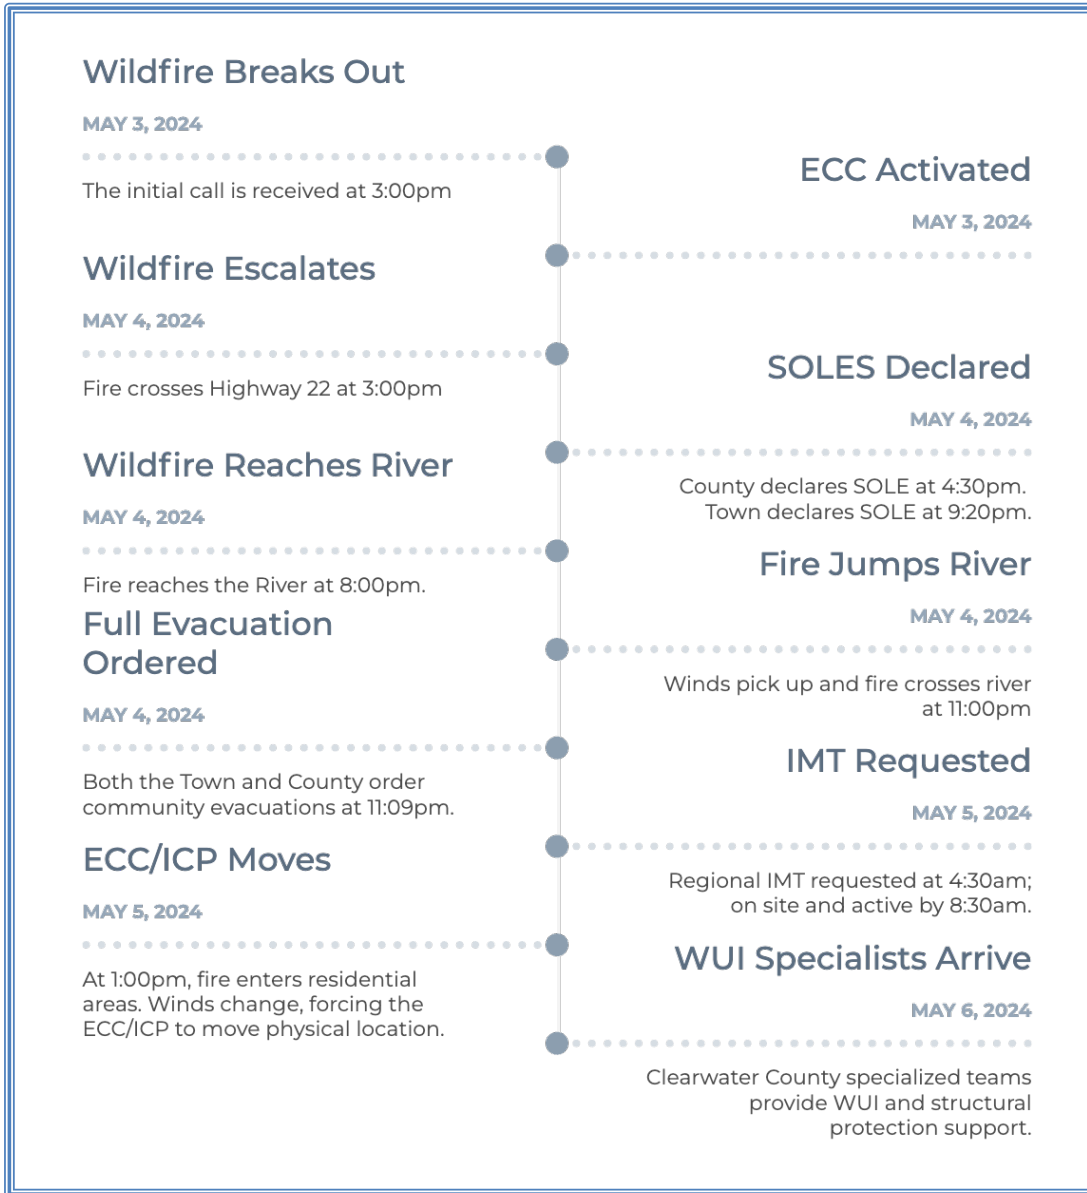 Wildfire Breaks Out
MAY 3, 2024
The initial call is received at 3:00pm
ECC Activated
MAY 3, 2024
Wildfire Escalates
MAY 4, 2024
Fire crosses Highway 22 at 3:00pm
SOLES Declared
MAY 4, 2024
County declares SOLE at 4:30pm.
Town declares SOLE at 9:20pm.
Wildfire Reaches River
MAY 4, 2024
Fire reaches the River at 8:00pm.
Fire Jumps River
MAY 4, 2024
Winds pick up and fire crosses river
at 11:00pm
Full Evacuation
Ordered
MAY 4, 2024
Both the Town and County order
community evacuations at 11:09pm.
IMT Requested
MAY 5, 2024
Regional IMT requested at 4:30am;
on site and active by 8:30am.
ECC/ICP Moves
MAY 5, 2024
At 1:00pm, fire enters residential
areas. Winds change, forcing the
ECC/ICP to move physical location.
WUI Specialists Arrive
MAY 6, 2024
Clearwater County specialized teams
provide WUI and structural
protection support.